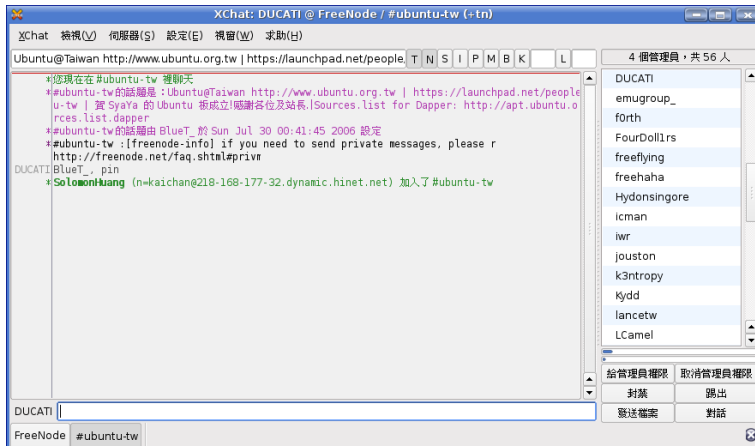 XChat: DUCATI @ FreeNode / #ubuntu-tw (+tn)
XChat 檢視(V) 伺服器(S) 設定(E) 視窗(W) 求助(H)
Ubuntu@Taiwan http://www.ubuntu.org.tw | https://launchpad.net/people, T N S I P M B K L 4 個管理員，共 56 人
*您現在在 #ubuntu-tw 裡聊天
*#ubuntu-tw的話題是：Ubuntu@Taiwan http://www.ubuntu.org.tw | https://launchpad.net/people
u-tw | 賀 SyaYa 的 Ubuntu 板成立!感謝各位及站長.|Sources.list for Dapper: http://apt.ubuntu.o
rces.list.dapper
*#ubuntu-tw的話題由 BlueT_ 於 Sun Jul 30 00:41:45 2006 設定
*#ubuntu-tw :[freenode-info] if you need to send private messages, please r
http://freenode.net/faq.shtml#privm
DUCATI BlueT_, pin
*SolomonHuang (n=kaichan@218-168-177-32.dynamic.hinet.net) 加入了 #ubuntu-tw
DUCATI
emugroup_
f0rth
FourDoll1rs
freeflying
freehaha
Hydonsingore
icman
iwr
jouston
k3ntropy
Kydd
lancetw
LCamel
給管理員權限 取消管理員權限
封禁 踢出
發送檔案 對話
DUCATI
FreeNode #ubuntu-tw